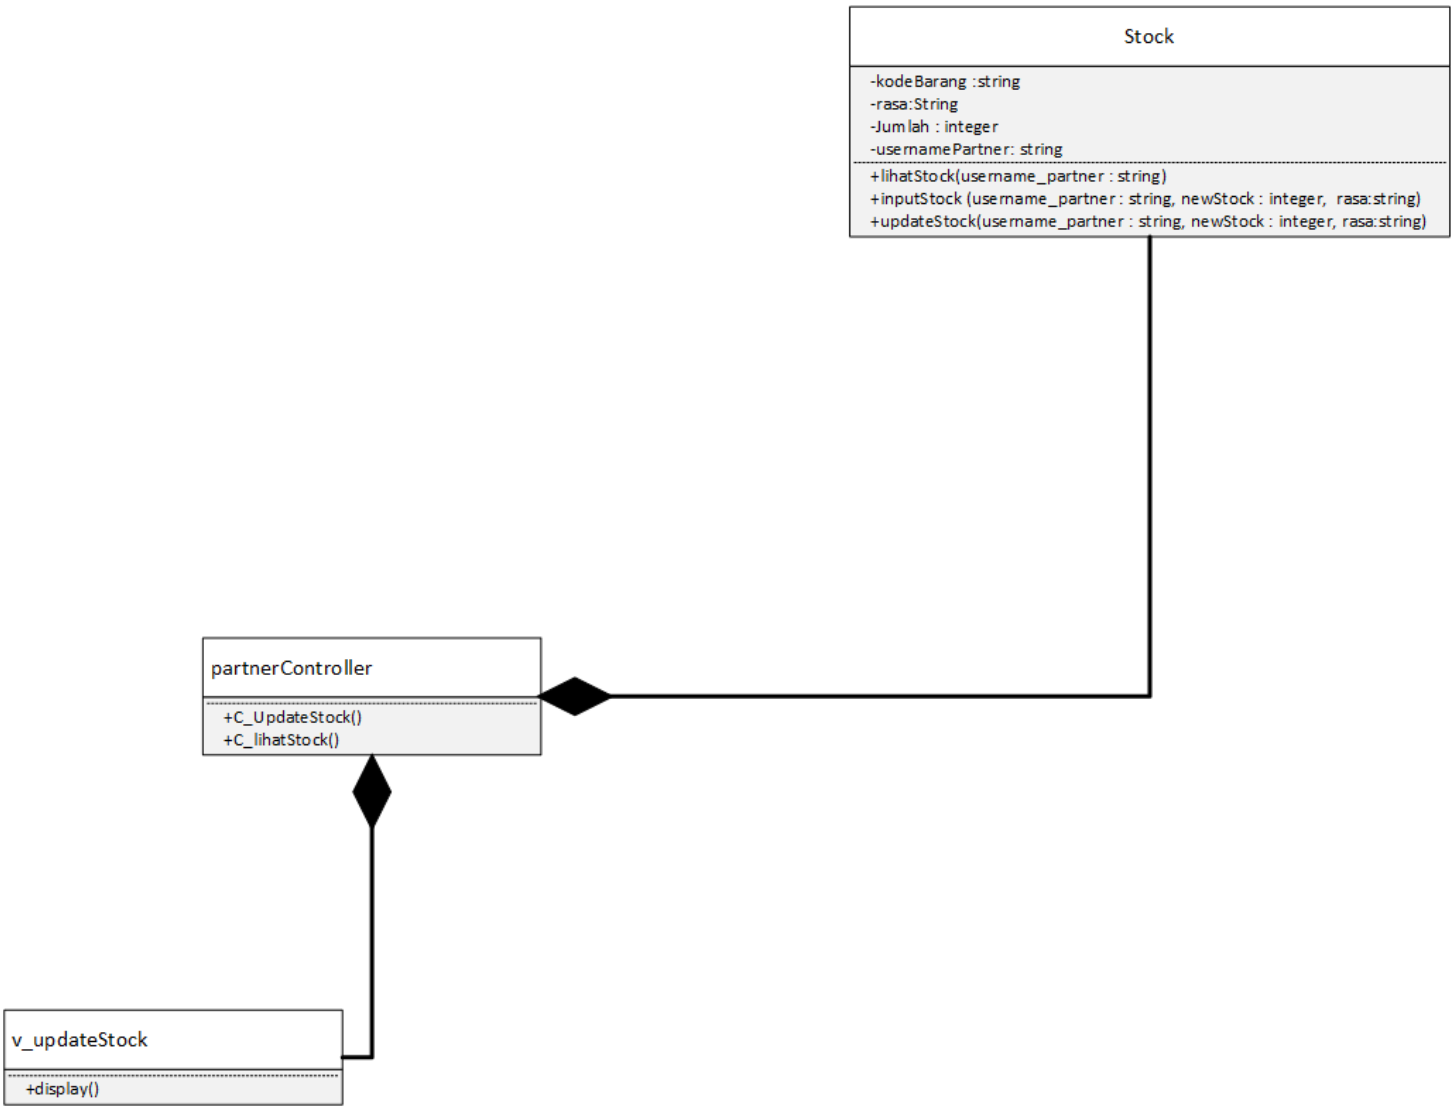 Stock
-kodeBarang :string
-rasa:String
-Jumlah : integer
-usernamePartner: string
+lihatStock(username_partner : string)
+inputStock (username_partner : string, newStock : integer,  rasa:string)
+updateStock(username_partner : string, newStock : integer, rasa:string)
partnerController
+C_UpdateStock()
+C_lihatStock()
v_updateStock
+display()